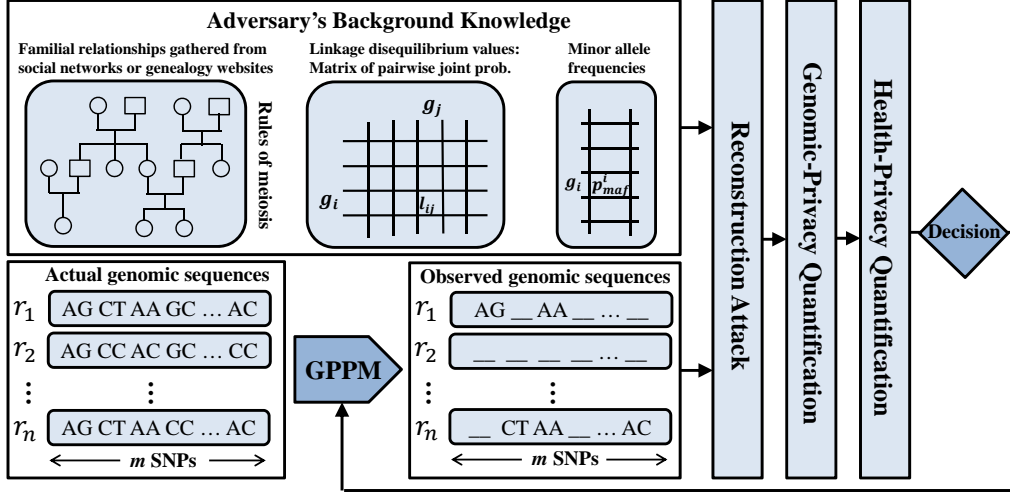 Adversary's Background Knowledge
Familial relationships gathered from
social networks or genealogy websites
Rules of meiosis
Linkage disequilibrium values:
Matrix of pairwise joint prob.
g_j
g_i
l_ij
Minor allele
frequencies
g_i
p^i_maf
Actual genomic sequences
r_1 AG CT AA GC … AC
r_2 AG CC AC GC … CC
⋮ ⋮
r_n AG CT AA CC … AC
m SNPs
GPPM
Observed genomic sequences
r_1 AG __ AA __ … __
r_2 __ __ __ __ … __
⋮ ⋮
r_n __ CT AA __ … AC
m SNPs
Reconstruction Attack
Genomic-Privacy Quantification
Health-Privacy Quantification
Decision